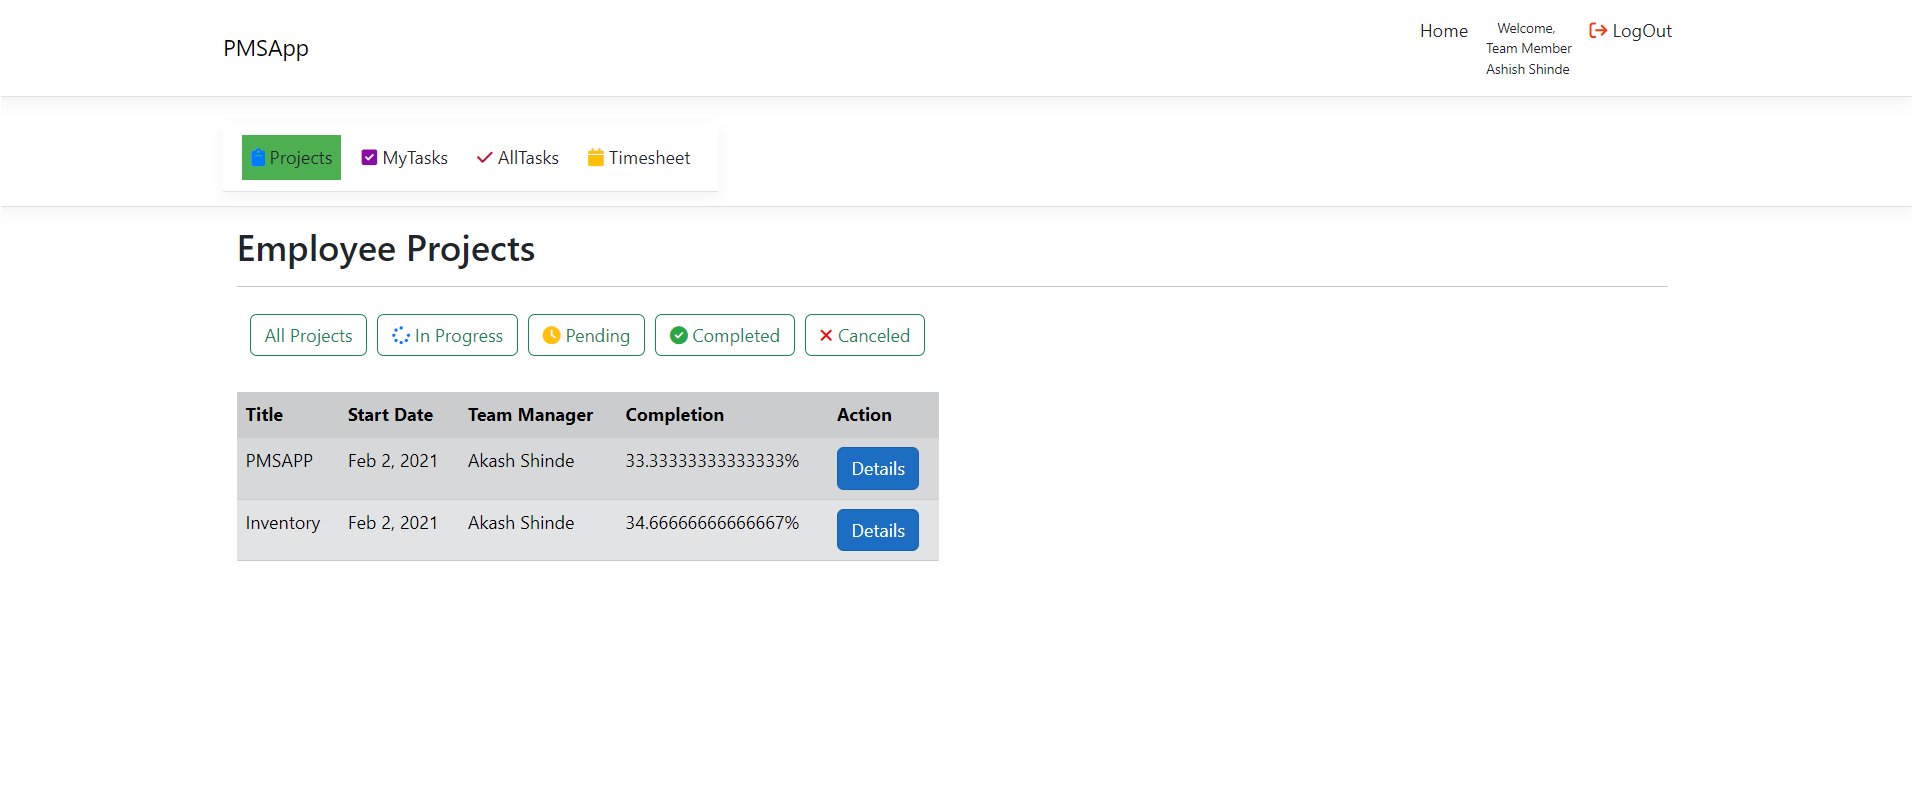 PMSApp
Home
Welcome,
Team Member
Ashish Shinde
LogOut
Projects MyTasks AllTasks Timesheet
Employee Projects
All Projects In Progress Pending Completed Canceled
Title Start Date Team Manager Completion Action
PMSAPP Feb 2, 2021 Akash Shinde 33.33333333333333% Details
Inventory Feb 2, 2021 Akash Shinde 34.66666666666667% Details